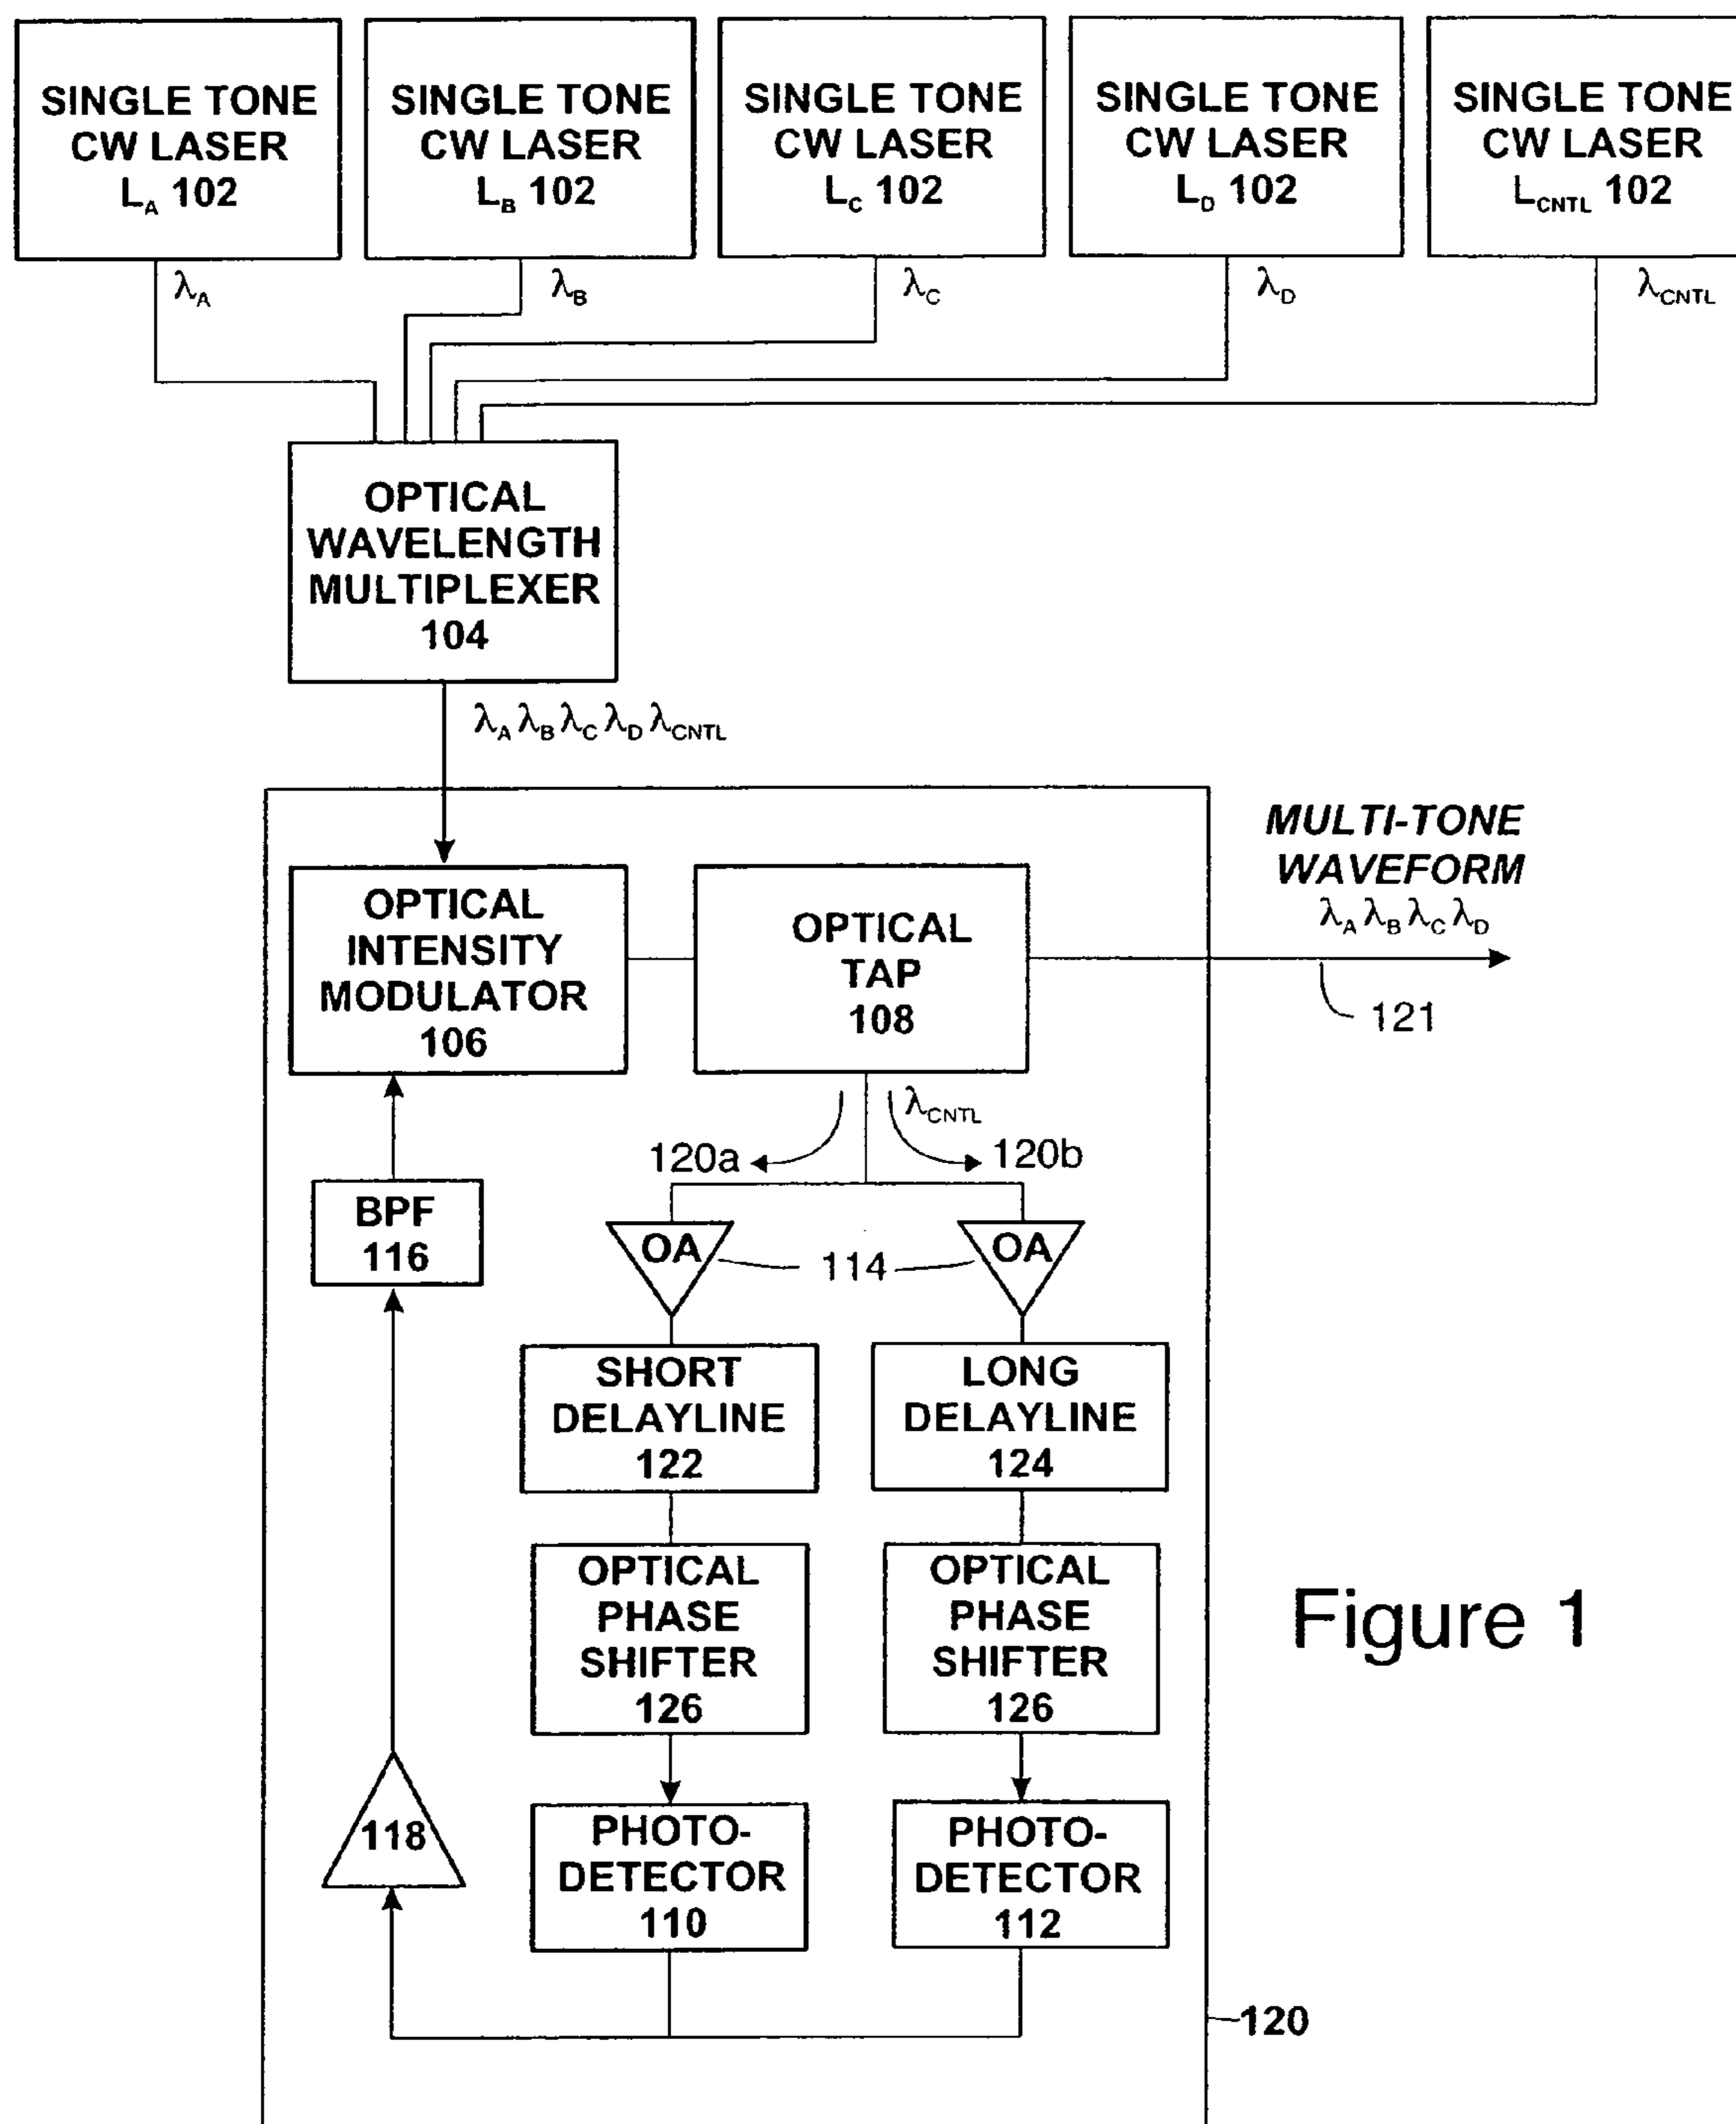 SINGLE TONE
CW LASER
L_A 102
SINGLE TONE
CW LASER
L_B 102
SINGLE TONE
CW LASER
L_C 102
SINGLE TONE
CW LASER
L_D 102
SINGLE TONE
CW LASER
L_CNTL 102
λ_A
λ_B
λ_C
λ_D
λ_CNTL
OPTICAL
WAVELENGTH
MULTIPLEXER
104
λ_A λ_B λ_C λ_D λ_CNTL
OPTICAL
INTENSITY
MODULATOR
106
OPTICAL
TAP
108
MULTI-TONE
WAVEFORM
λ_A λ_B λ_C λ_D
121
λ_CNTL
120a
120b
BPF
116
OA
114
OA
SHORT
DELAYLINE
122
LONG
DELAYLINE
124
OPTICAL
PHASE
SHIFTER
126
OPTICAL
PHASE
SHIFTER
126
Figure 1
118
PHOTO-
DETECTOR
110
PHOTO-
DETECTOR
112
120